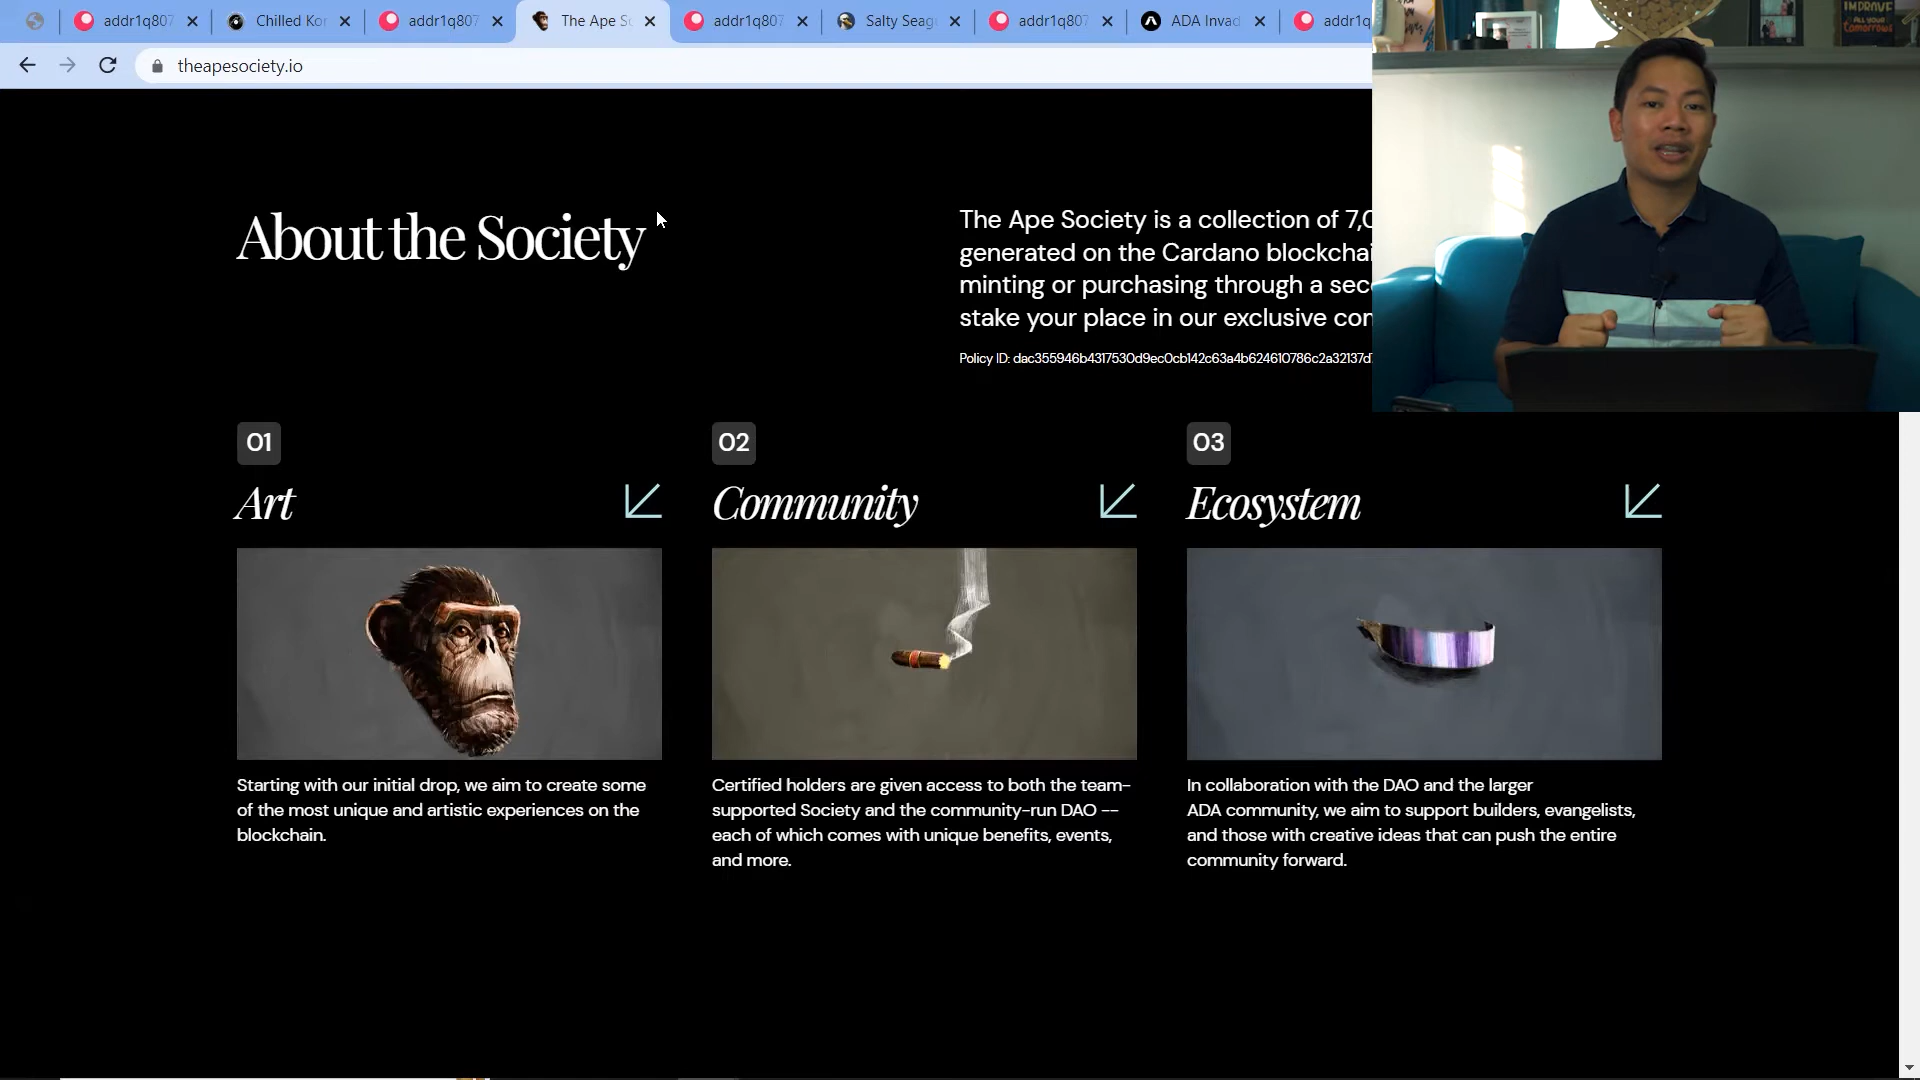 addr1q807
Chilled Ko
addr1q807
The Ape S
addr1q807
Salty Seag
addr1q807
ADA Invad
addr1q
theapesociety.io
IMPROVE
ALL YOUR
Tomorrows
About the Society
The Ape Society is a collection of 7,0
generated on the Cardano blockchai
minting or purchasing through a sec
stake your place in our exclusive con
Policy ID: dac355946b4317530d9ec0cb142c63a4b624610786c2a32137d
01
Art
Starting with our initial drop, we aim to create some
of the most unique and artistic experiences on the
blockchain.
02
Community
Certified holders are given access to both the team-
supported Society and the community-run DAO --
each of which comes with unique benefits, events,
and more.
03
Ecosystem
In collaboration with the DAO and the larger
ADA community, we aim to support builders, evangelists,
and those with creative ideas that can push the entire
community forward.